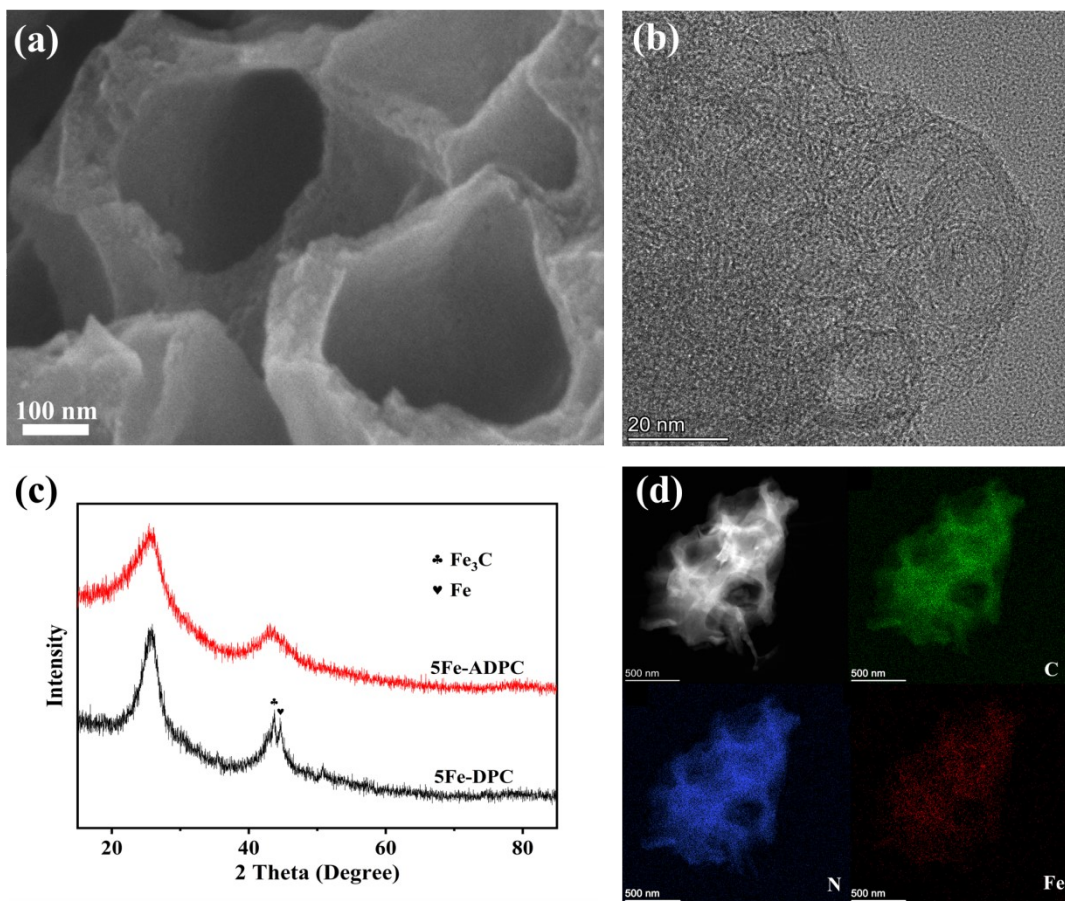 (a)
100 nm
(b)
20 nm
(c)
Intensity
♣ Fe₃C
♥ Fe
5Fe-ADPC
♣ ♥
5Fe-DPC
20 40 60 80
2 Theta (Degree)
(d)
500 nm
C
500 nm
N
500 nm
Fe
500 nm